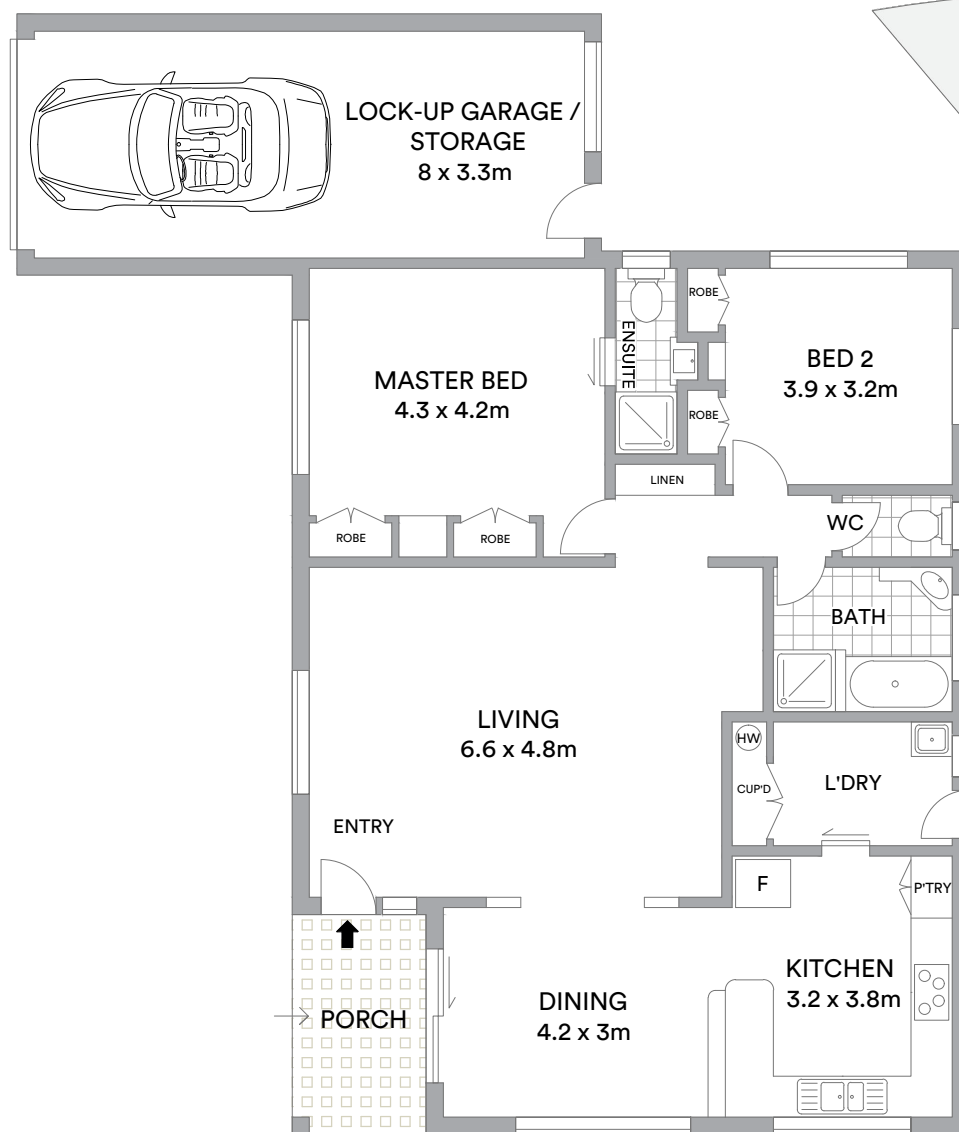 LOCK-UP GARAGE /
STORAGE
8 x 3.3m
ROBE
ENSUITE
BED 2
3.9 x 3.2m
MASTER BED
4.3 x 4.2m
ROBE
LINEN
WC
ROBE
ROBE
BATH
LIVING
6.6 x 4.8m
HW
CUP'D
L'DRY
ENTRY
F
P'TRY
KITCHEN
3.2 x 3.8m
DINING
4.2 x 3m
PORCH